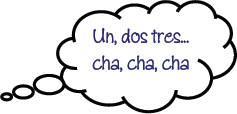 Un, dos tres...
cha, cha, cha